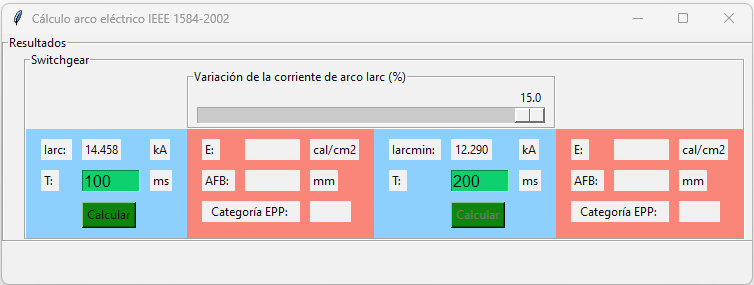 Cálculo arco eléctrico IEEE 1584-2002
Resultados
Switchgear
Variación de la corriente de arco Iarc (%)
15.0
Iarc: 14.458 kA E: cal/cm2 Iarcmin: 12.290 kA E: cal/cm2
T: 100 ms AFB: mm T: 200 ms AFB: mm
Calcular Categoría EPP: Calcular Categoría EPP: